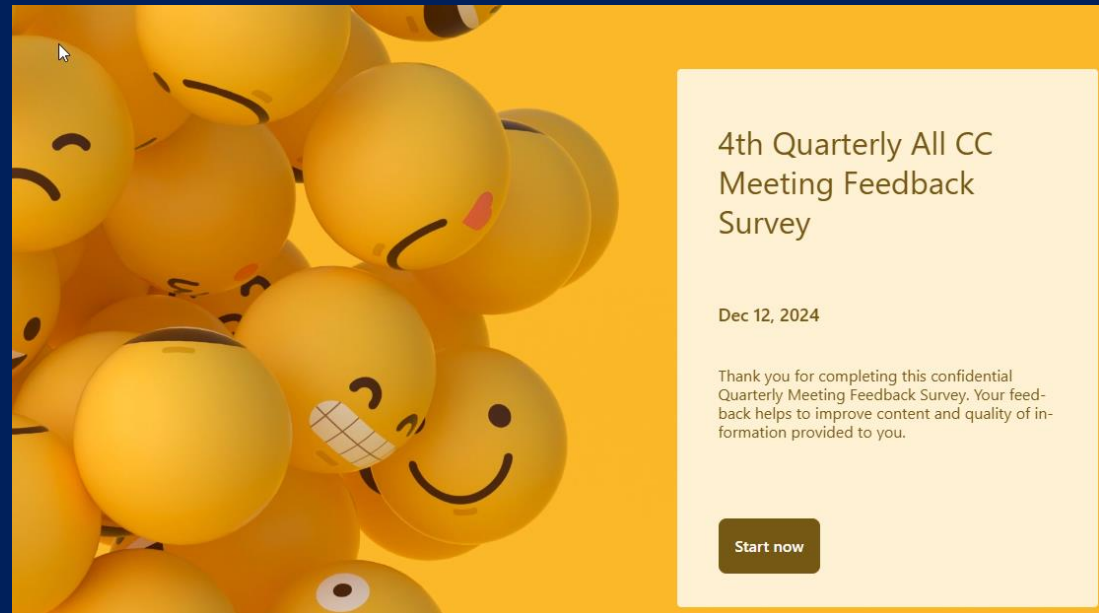 4th Quarterly All CC
Meeting Feedback
Survey
Dec 12, 2024
Thank you for completing this confidential
Quarterly Meeting Feedback Survey. Your feed-
back helps to improve content and quality of in-
formation provided to you.
Start now